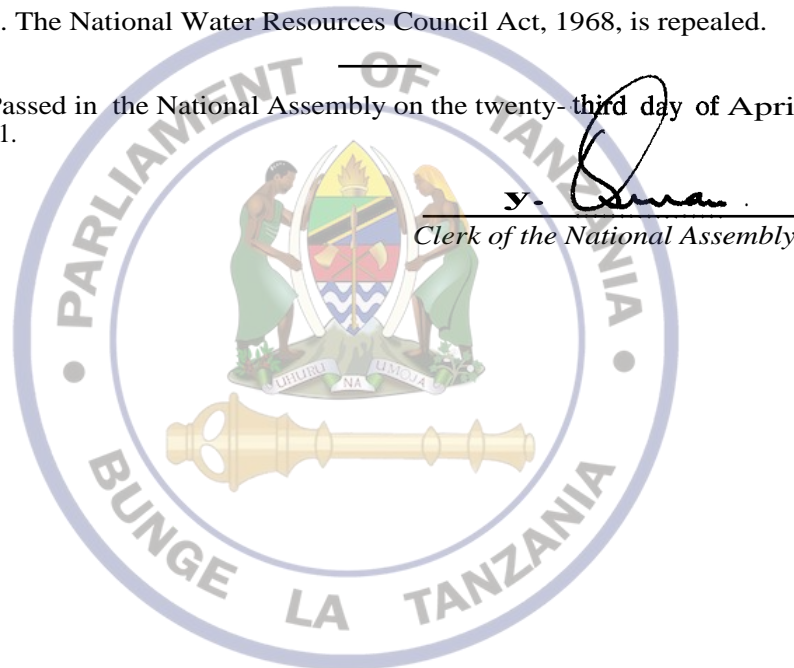 . The National Water Resources Council Act, 1968, is repealed.
Passed in the National Assembly on the twenty- third day of Apri
1.
y.
Clerk of the National Assembly
PARLIAMENT OF TANZANIA
UHURU NA UMOJA
BUNGE LA TANZANIA